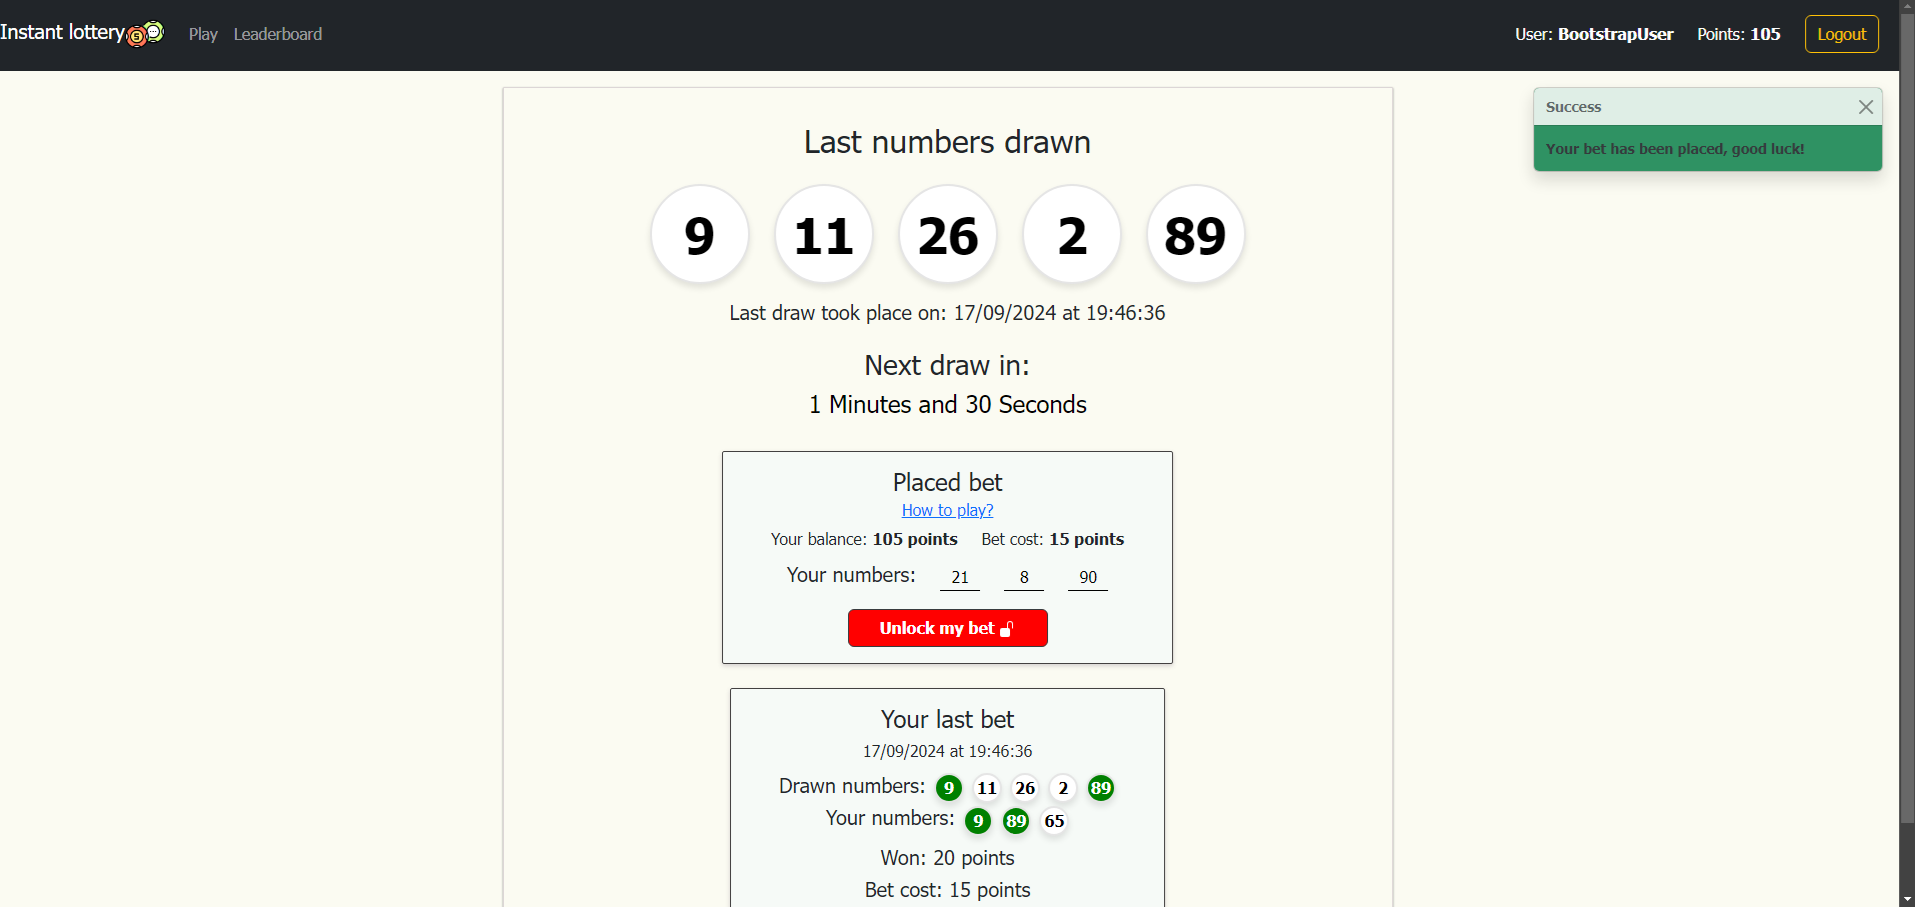 Instant lottery Play Leaderboard User: BootstrapUser Points: 105 Logout
Success
Your bet has been placed, good luck!
Last numbers drawn
9 11 26 2 89
Last draw took place on: 17/09/2024 at 19:46:36
Next draw in:
1 Minutes and 30 Seconds
Placed bet
How to play?
Your balance: 105 points Bet cost: 15 points
Your numbers: 21 8 90
Unlock my bet
Your last bet
17/09/2024 at 19:46:36
Drawn numbers: 9 11 26 2 89
Your numbers: 9 89 65
Won: 20 points
Bet cost: 15 points